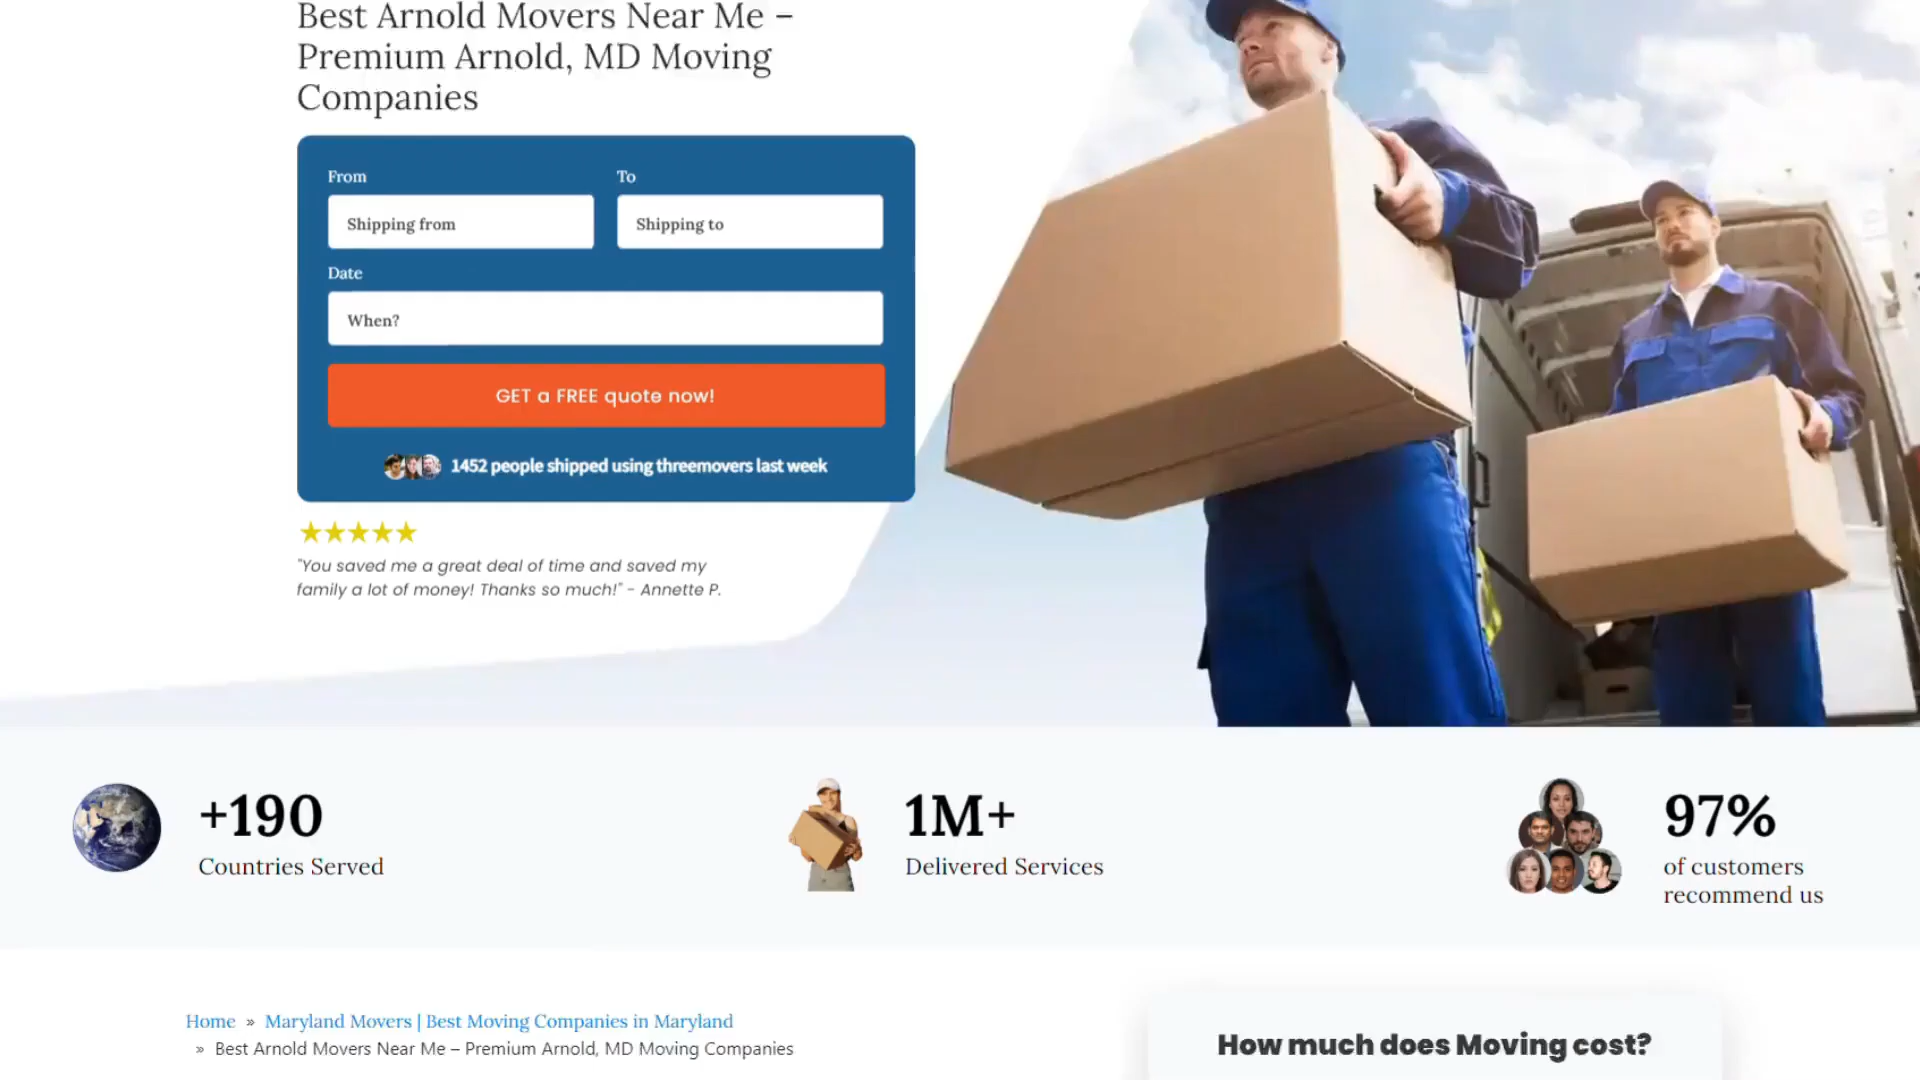 Best Arnold Movers Near Me –
Premium Arnold, MD Moving
Companies
From
To
Shipping from
Shipping to
Date
When?
GET a FREE quote now!
1452 people shipped using threemovers last week
★★★★★
"You saved me a great deal of time and saved my
family a lot of money! Thanks so much!" - Annette P.
+190
Countries Served
1M+
Delivered Services
97%
of customers
recommend us
Home » Maryland Movers | Best Moving Companies in Maryland
» Best Arnold Movers Near Me – Premium Arnold, MD Moving Companies
How much does Moving cost?